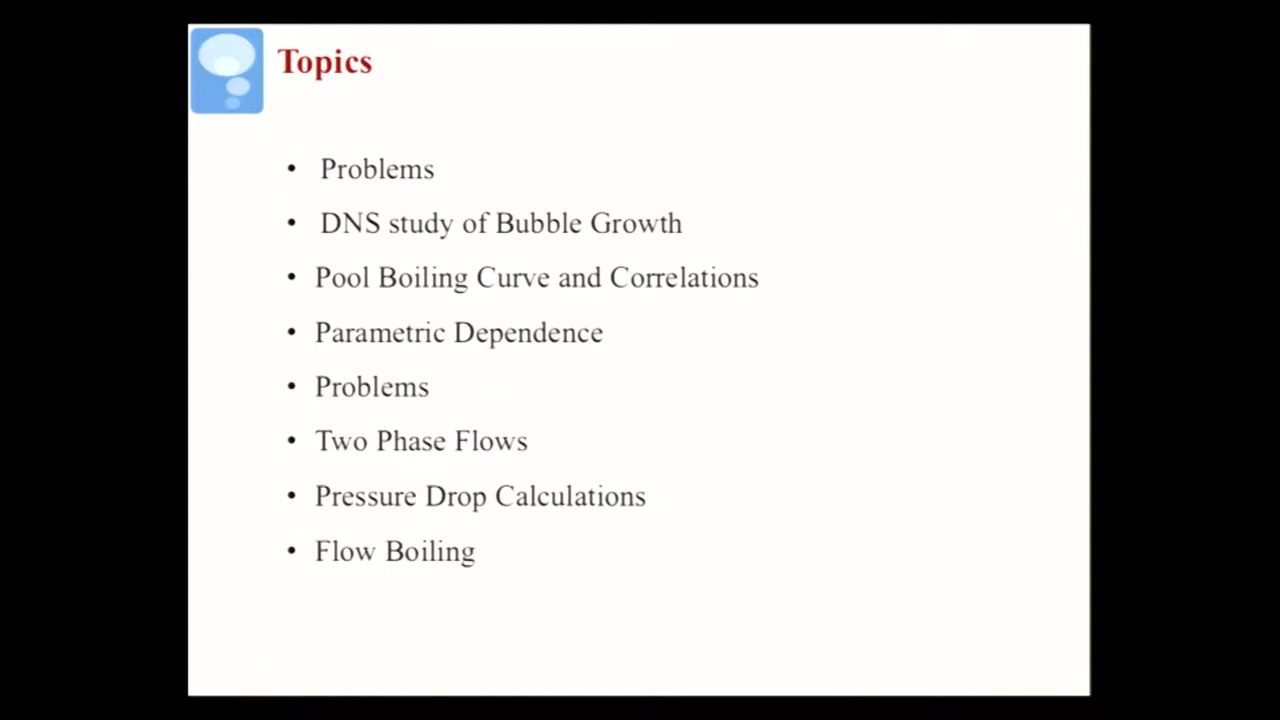 Topics
• Problems
• DNS study of Bubble Growth
• Pool Boiling Curve and Correlations
• Parametric Dependence
• Problems
• Two Phase Flows
• Pressure Drop Calculations
• Flow Boiling